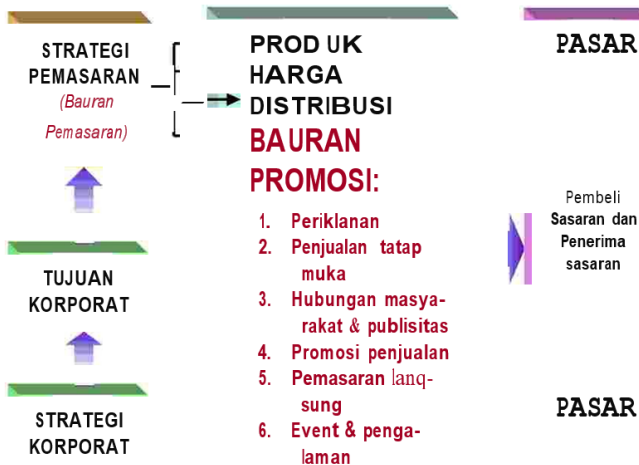 STRATEGI
PEMASARAN
(Bauran
Pemasaran)
TUJUAN
KORPORAT
STRATEGI
KORPORAT
PROD UK
HARGA
DISTRIBUSI
BAURAN
PROMOSI:
1. Periklanan
2. Penjualan tatap
muka
3. Hubungan masya-
rakat & publisitas
4. Promosi penjualan
5. Pemasaran lanq-
sung
6. Event & penga-
laman
PASAR
Pembeli
Sasaran dan
Penerima
sasaran
PASAR